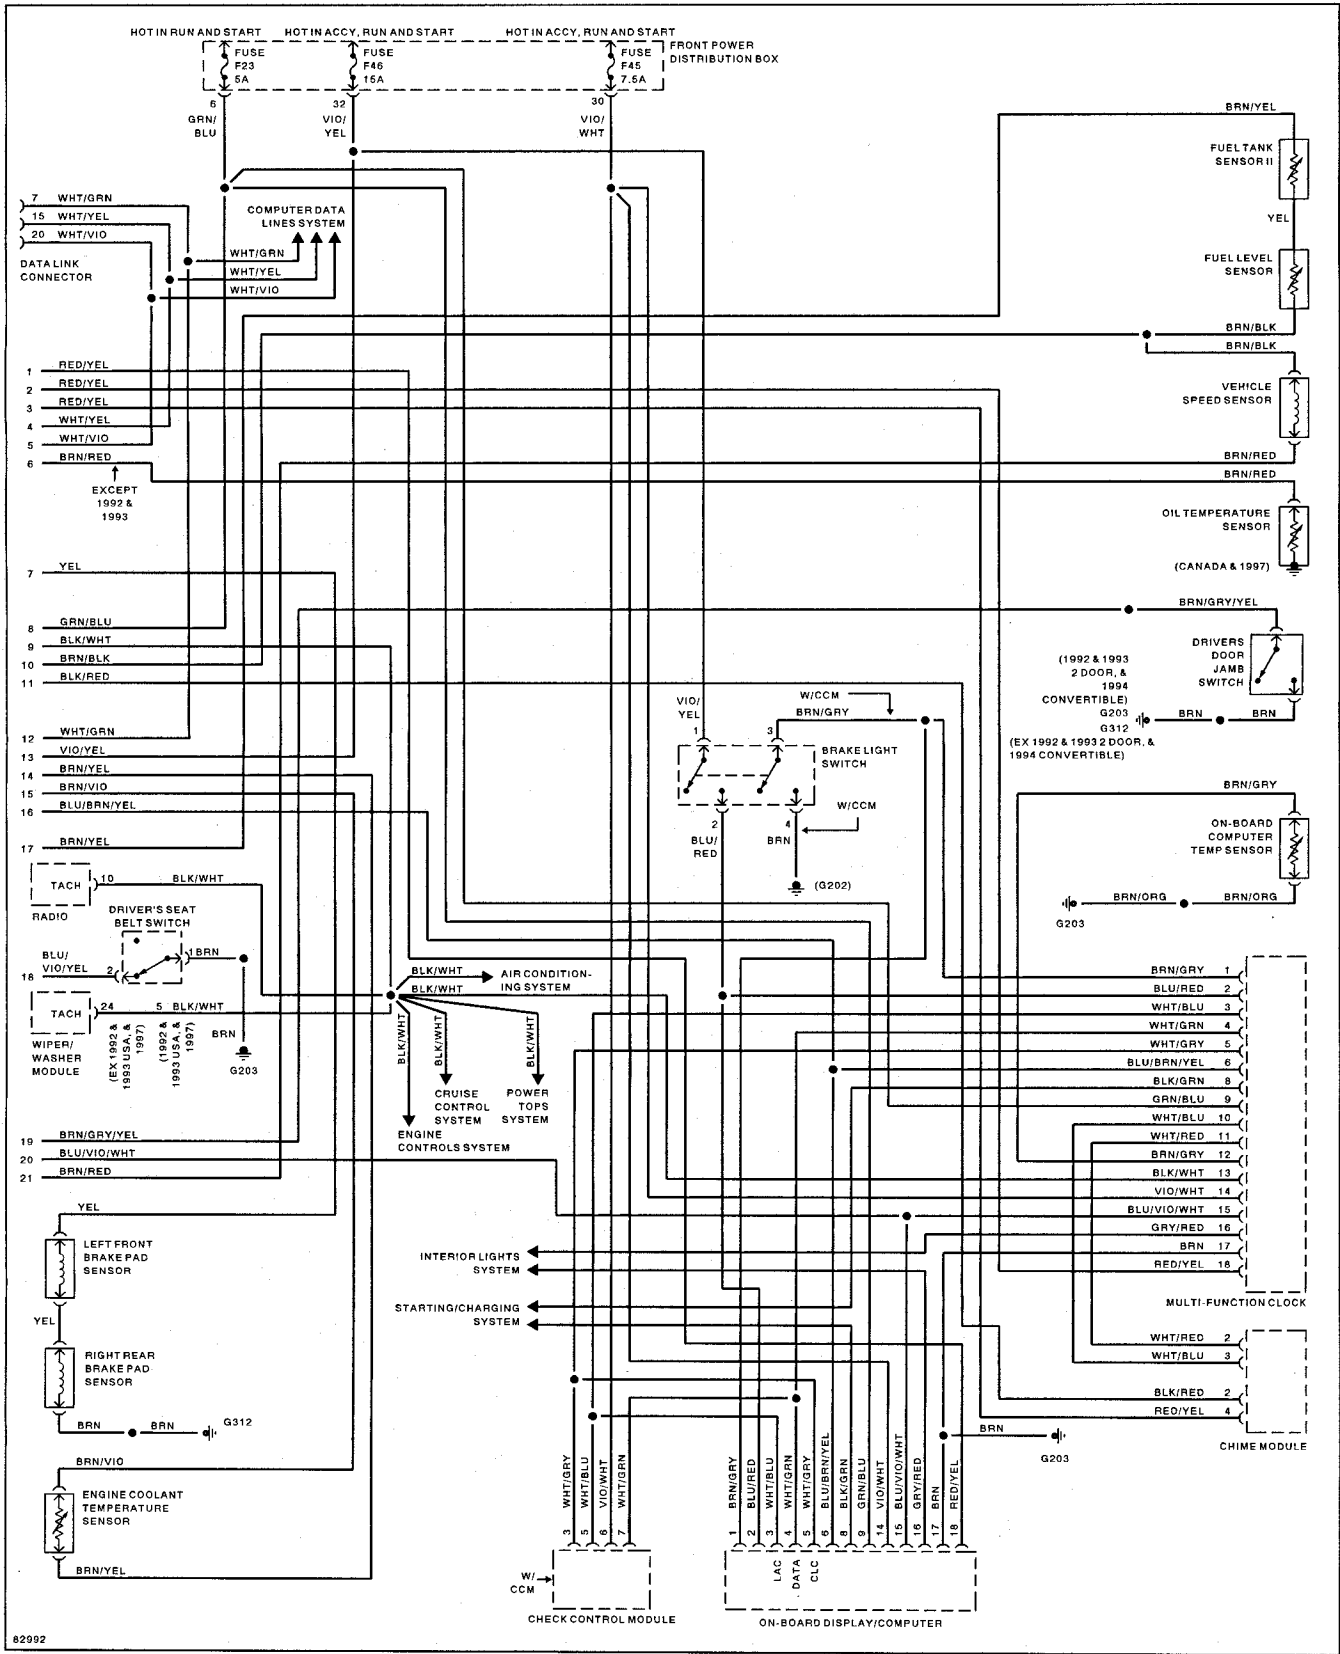 HOT IN RUN AND START
HOT IN ACCY, RUN AND START
HOT IN ACCY, RUN AND START
FUSE
F23
5A
FUSE
F46
15A
FUSE
F45
7.5A
FRONT POWER
DISTRIBUTION BOX
6
GRN/
BLU
32
VIO/
YEL
30
VIO/
WHT
7 WHT/GRN
15 WHT/YEL
20 WHT/VIO
DATA LINK
CONNECTOR
COMPUTER DATA
LINES SYSTEM
WHT/GRN
WHT/YEL
WHT/VIO
BRN/YEL
FUEL TANK
SENSOR II
YEL
FUEL LEVEL
SENSOR
BRN/BLK
BRN/BLK
VEHICLE
SPEED SENSOR
BRN/RED
BRN/RED
OIL TEMPERATURE
SENSOR
(CANADA & 1997)
1 RED/YEL
2 RED/YEL
3 RED/YEL
4 WHT/YEL
5 WHT/VIO
6 BRN/RED
EXCEPT
1992 &
1993
7 YEL
8 GRN/BLU
9 BLK/WHT
10 BRN/BLK
11 BLK/RED
12 WHT/GRN
13 VIO/YEL
14 BRN/YEL
15 BRN/VIO
16 BLU/BRN/YEL
17 BRN/YEL
BRN/GRY/YEL
DRIVERS
DOOR
JAMB
SWITCH
(1992 & 1993
2 DOOR, &
1994
CONVERTIBLE)
G203
G312
(EX 1992 & 1993 2 DOOR, &
1994 CONVERTIBLE)
BRN
BRN
VIO/
YEL
1
W/CCM
BRN/GRY
3
BRAKE LIGHT
SWITCH
2
BLU/
RED
4
BRN
W/CCM
(G202)
BRN/GRY
ON-BOARD
COMPUTER
TEMP SENSOR
BRN/ORG
BRN/ORG
G203
TACH
10
BLK/WHT
RADIO
DRIVER'S SEAT
BELT SWITCH
BLU/
VIO/YEL
18
2
1 BRN
TACH
24
5 BLK/WHT
WIPER/
WASHER
MODULE
(EX 1992 &
1993 USA, &
1997)
(1992 &
1993 USA, &
1997)
BRN
G203
BLK/WHT
BLK/WHT
AIR CONDITION-
ING SYSTEM
BLK/WHT
BLK/WHT
BLK/WHT
CRUISE
CONTROL
SYSTEM
POWER
TOPS
SYSTEM
ENGINE
CONTROLS SYSTEM
19 BRN/GRY/YEL
20 BLU/VIO/WHT
21 BRN/RED
BRN/GRY 1
BLU/RED 2
WHT/BLU 3
WHT/GRN 4
WHT/GRY 5
BLU/BRN/YEL 6
BLK/GRN 8
GRN/BLU 9
WHT/BLU 10
WHT/RED 11
BRN/GRY 12
BLK/WHT 13
VIO/WHT 14
BLU/VIO/WHT 15
GRY/RED 16
BRN 17
RED/YEL 18
MULTI-FUNCTION CLOCK
WHT/RED 2
WHT/BLU 3
BLK/RED 2
RED/YEL 4
CHIME MODULE
INTERIOR LIGHTS
SYSTEM
STARTING/CHARGING
SYSTEM
BRN
G203
YEL
LEFT FRONT
BRAKE PAD
SENSOR
YEL
RIGHT REAR
BRAKE PAD
SENSOR
BRN
BRN
G312
BRN/VIO
ENGINE COOLANT
TEMPERATURE
SENSOR
BRN/YEL
3 WHT/GRY
5 WHT/BLU
6 VIO/WHT
7 WHT/GRN
W/
CCM
CHECK CONTROL MODULE
1 BRN/GRY
2 BLU/RED
3 WHT/BLU
4 WHT/GRN
5 WHT/GRY
6 BLU/BRN/YEL
8 BLK/GRN
9 GRN/BLU
14 VIO/WHT
15 BLU/VIO/WHT
16 GRY/RED
17 BRN
18 RED/YEL
LAC
DATA
CLC
ON-BOARD DISPLAY/COMPUTER
82992